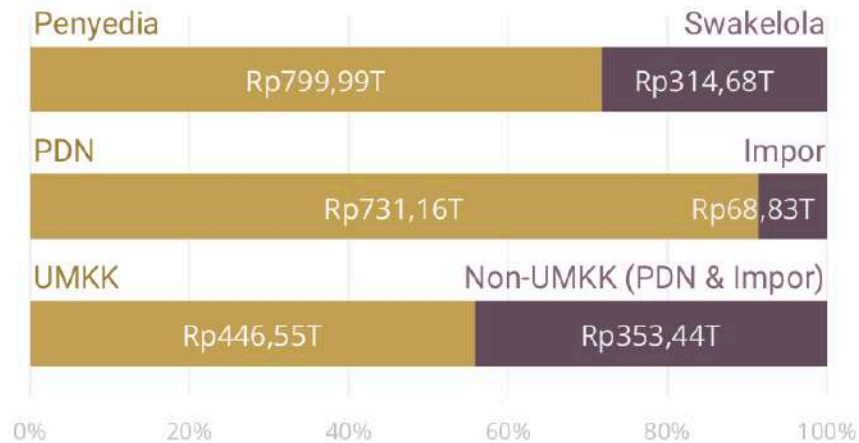 Penyedia Swakelola
Rp799,99T Rp314,68T
PDN Impor
Rp731,16T Rp68,83T
UMKK Non-UMKK (PDN & Impor)
Rp446,55T Rp353,44T
0% 20% 40% 60% 80% 100%